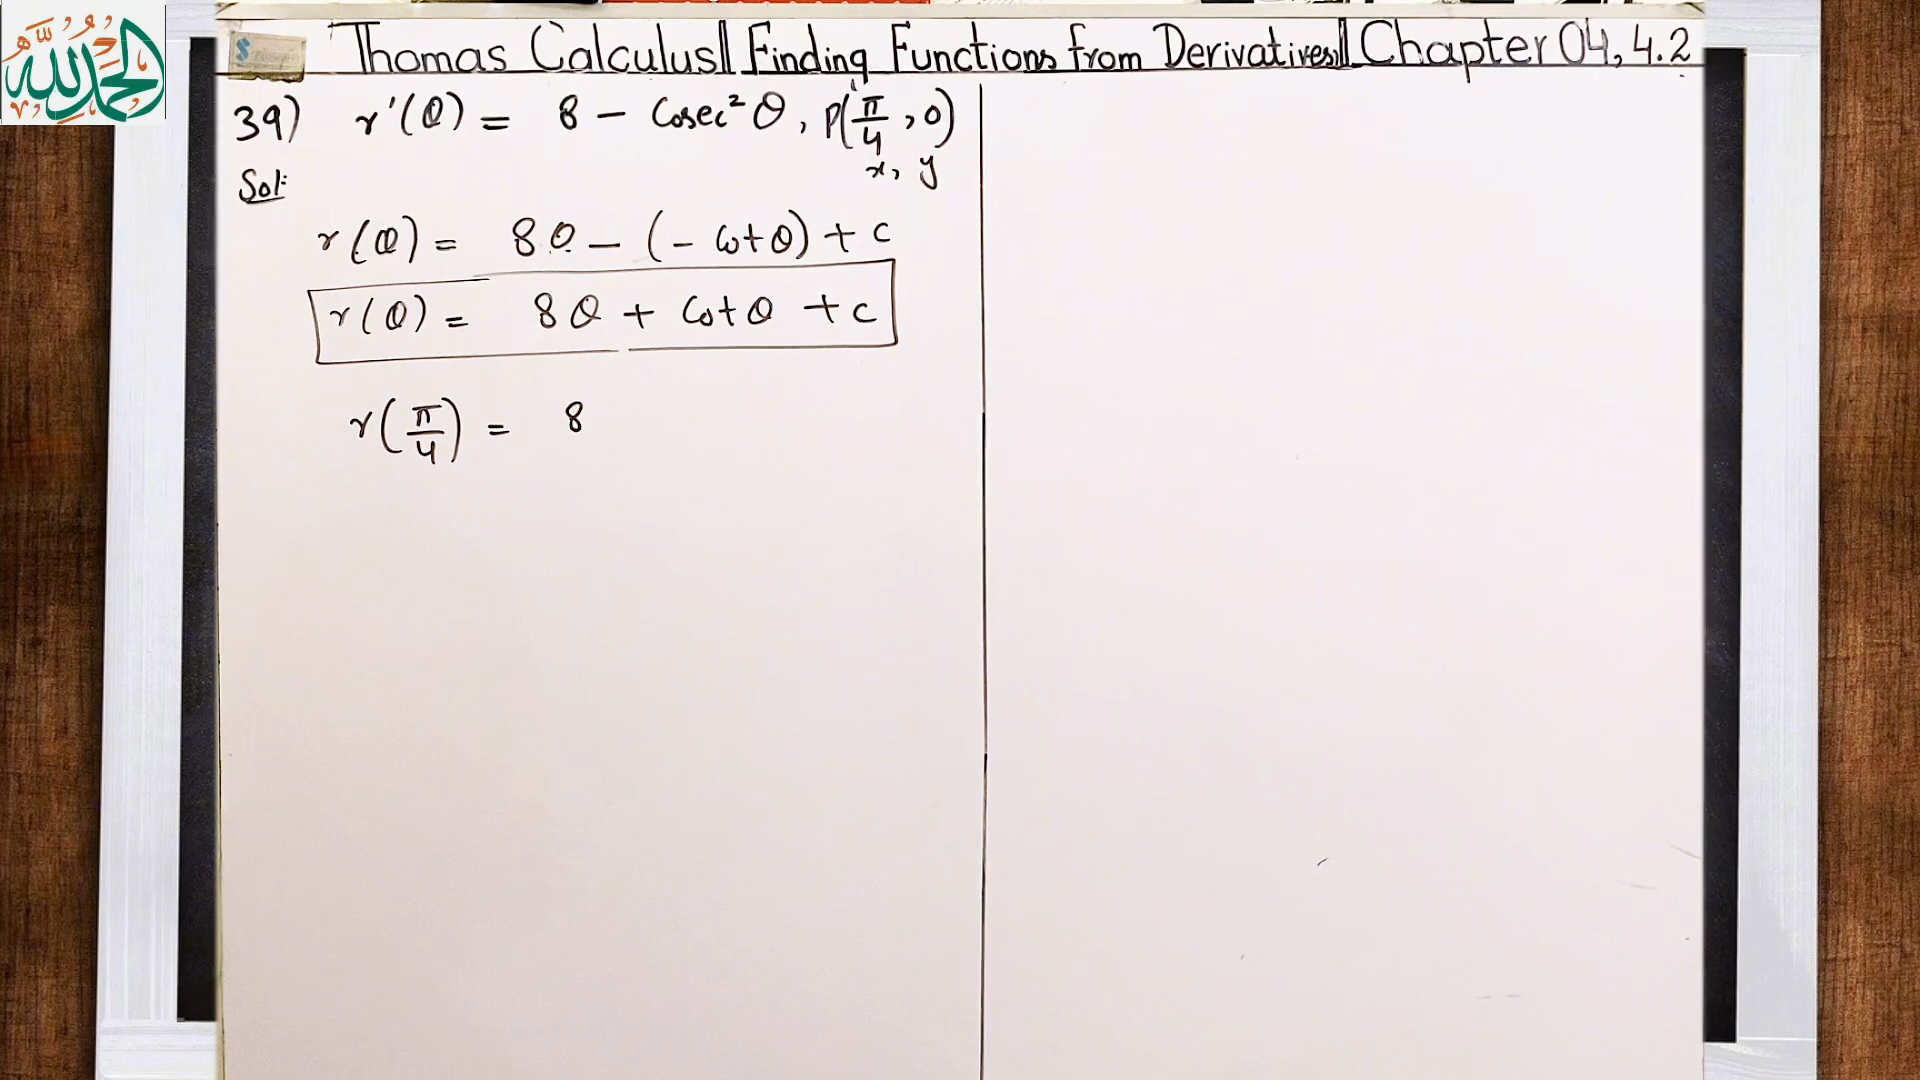 الحمد لله
Thomas Calculus|| Finding Functions from Derivatives|| Chapter 04, 4.2
39) r'(θ) = 8 - Cosec²θ, P(π/4, 0)
x, y
Sol:
r(θ) = 8θ - (- Cotθ) + c
r(θ) = 8θ + Cotθ + c
r(π/4) = 8